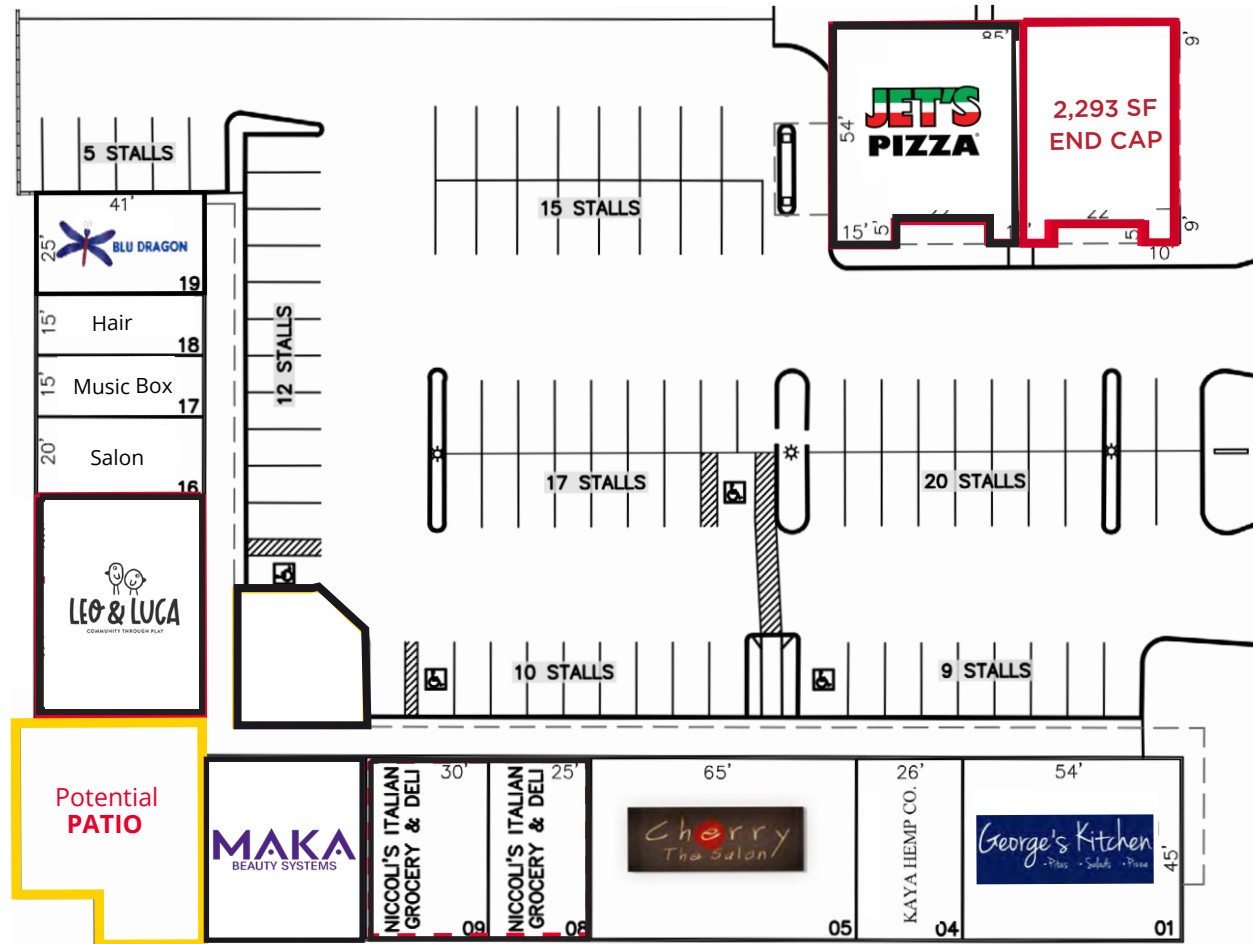 85'
9'
JET'S
PIZZA
54'
2,293 SF
END CAP
15'
5'
22
5
9'
10'
5 STALLS
15 STALLS
41'
25'
BLU DRAGON
19
15'
Hair
18
15'
Music Box
17
20'
Salon
16
12 STALLS
17 STALLS
20 STALLS
LEO & LUCA
COMMUNITY THROUGH PLAY
10 STALLS
9 STALLS
Potential
PATIO
MAKA
BEAUTY SYSTEMS
NICCOLI'S ITALIAN
GROCERY & DELI
30'
09
NICCOLI'S ITALIAN
GROCERY & DELI
25'
08
65'
Cherry
The Salon
05
26'
KAYA HEMP CO.
04
54'
George's Kitchen
•Pitas •Salads •Pizza
45'
01